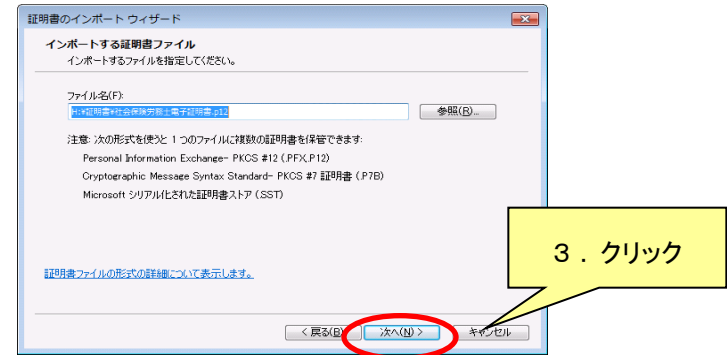 証明書のインポート ウィザード
インポートする証明書ファイル
インポートするファイルを指定してください。
ファイル名(F):
H:¥証明書¥社会保険労務士電子証明書.p12
参照(R)...
注意: 次の形式を使うと 1 つのファイルに複数の証明書を保管できます:
Personal Information Exchange- PKCS #12 (.PFX,.P12)
Cryptographic Message Syntax Standard- PKCS #7 証明書 (.P7B)
Microsoft シリアル化された証明書ストア (.SST)
証明書ファイルの形式の詳細について表示します。
３．クリック
< 戻る(B)
次へ(N) >
キャンセル